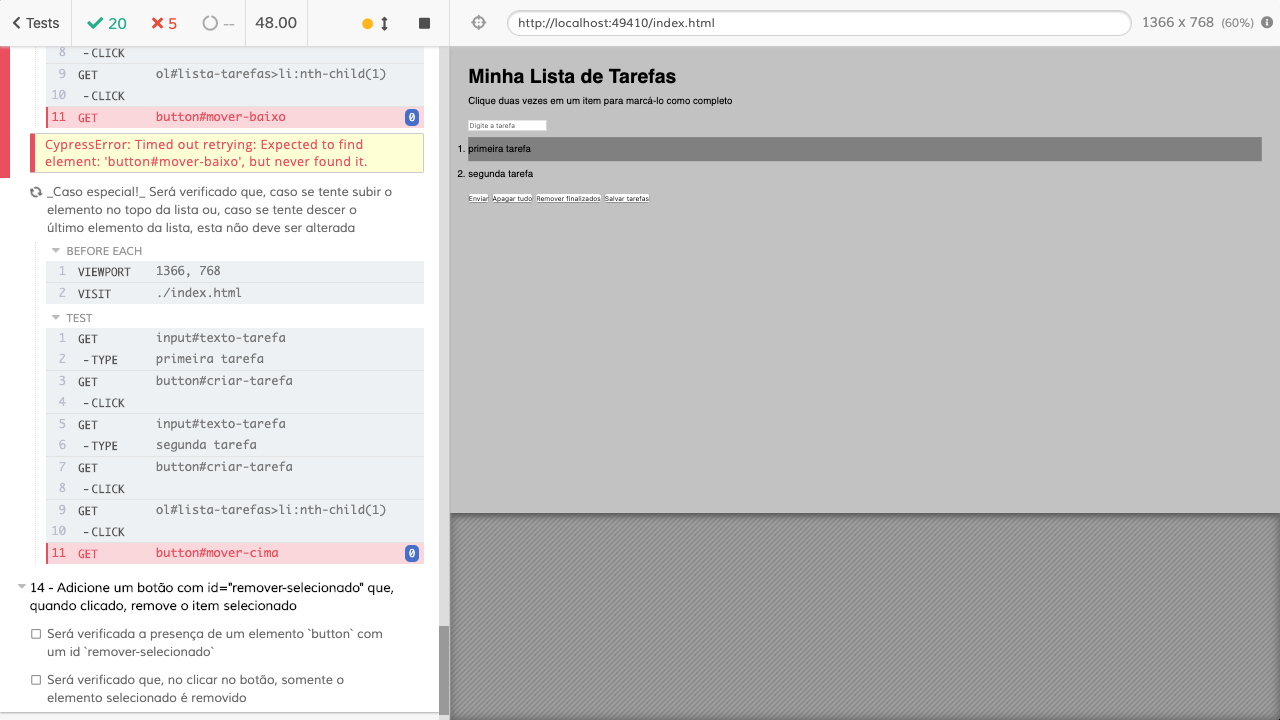 Tests 20 5 -- 48.00
8 -CLICK
9 GET ol#lista-tarefas>li:nth-child(1)
10 -CLICK
11 GET button#mover-baixo 0
CypressError: Timed out retrying: Expected to find
element: 'button#mover-baixo', but never found it.
_Caso especial!_ Será verificado que, caso se tente subir o
elemento no topo da lista ou, caso se tente descer o
último elemento da lista, esta não deve ser alterada
BEFORE EACH
1 VIEWPORT 1366, 768
2 VISIT ./index.html
TEST
1 GET input#texto-tarefa
2 -TYPE primeira tarefa
3 GET button#criar-tarefa
4 -CLICK
5 GET input#texto-tarefa
6 -TYPE segunda tarefa
7 GET button#criar-tarefa
8 -CLICK
9 GET ol#lista-tarefas>li:nth-child(1)
10 -CLICK
11 GET button#mover-cima 0
14 - Adicione um botão com id="remover-selecionado" que,
quando clicado, remove o item selecionado
Será verificada a presença de um elemento `button` com
um id `remover-selecionado`
Será verificado que, no clicar no botão, somente o
elemento selecionado é removido
http://localhost:49410/index.html 1366 x 768 (60%)
Minha Lista de Tarefas
Clique duas vezes em um item para marcá-lo como completo
Digite a tarefa
1. primeira tarefa
2. segunda tarefa
Enviar Apagar tudo Remover finalizados Salvar tarefas